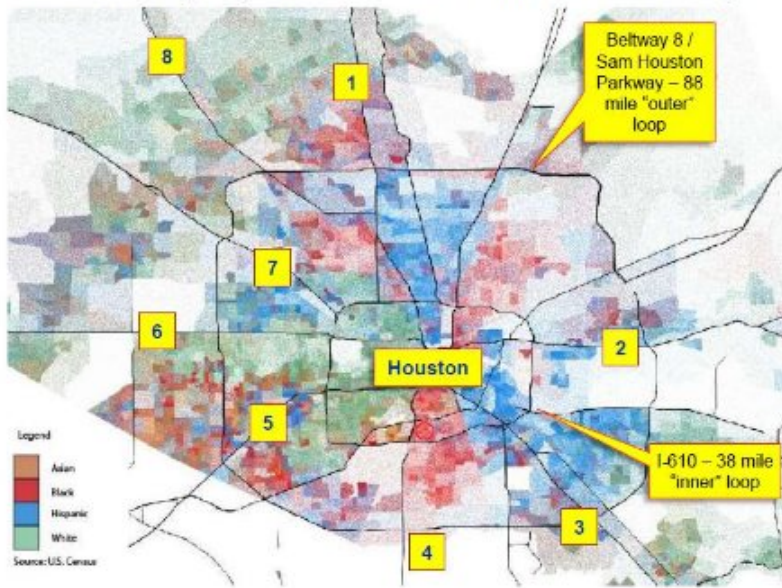 8
1
Beltway 8 /
Sam Houston
Parkway – 88
mile "outer"
loop
7
6
2
Houston
5
Legend
Asian
Black
Hispanic
White
Source: U.S. Census
I-610 – 38 mile
"inner" loop
3
4